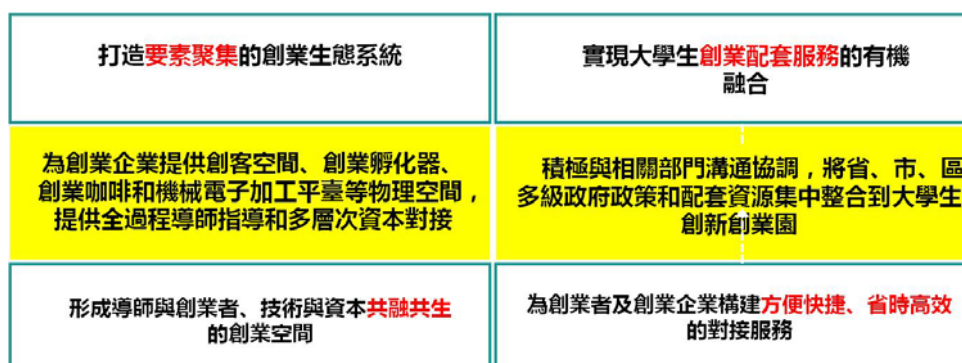 打造要素聚集的創業生態系統
實現大學生創業配套服務的有機
融合
為創業企業提供創客空間、創業孵化器、
創業咖啡和機械電子加工平臺等物理空間，
提供全過程導師指導和多層次資本對接
積極與相關部門溝通協調，將省、市、區
多級政府政策和配套資源集中整合到大學生
創新創業園
形成導師與創業者、技術與資本共融共生
的創業空間
為創業者及創業企業構建方便快捷、省時高效
的對接服務